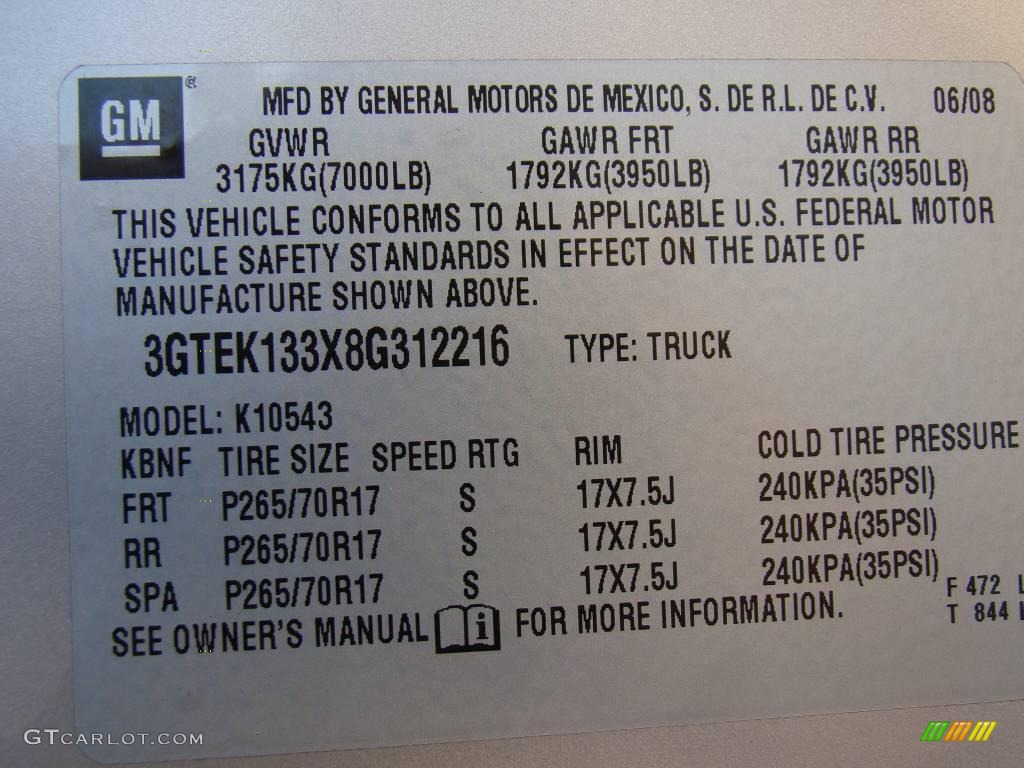 GM ®
MFD BY GENERAL MOTORS DE MEXICO, S. DE R.L. DE C.V. 06/08
GVWR GAWR FRT GAWR RR
3175KG(7000LB) 1792KG(3950LB) 1792KG(3950LB)
THIS VEHICLE CONFORMS TO ALL APPLICABLE U.S. FEDERAL MOTOR
VEHICLE SAFETY STANDARDS IN EFFECT ON THE DATE OF
MANUFACTURE SHOWN ABOVE.
3GTEK133X8G312216 TYPE: TRUCK
MODEL: K10543
KBNF TIRE SIZE SPEED RTG RIM COLD TIRE PRESSURE
FRT P265/70R17 S 17X7.5J 240KPA(35PSI)
RR P265/70R17 S 17X7.5J 240KPA(35PSI)
SPA P265/70R17 S 17X7.5J 240KPA(35PSI)
F 472 L
T 844
SEE OWNER'S MANUAL i FOR MORE INFORMATION.
GTCARLOT.COM